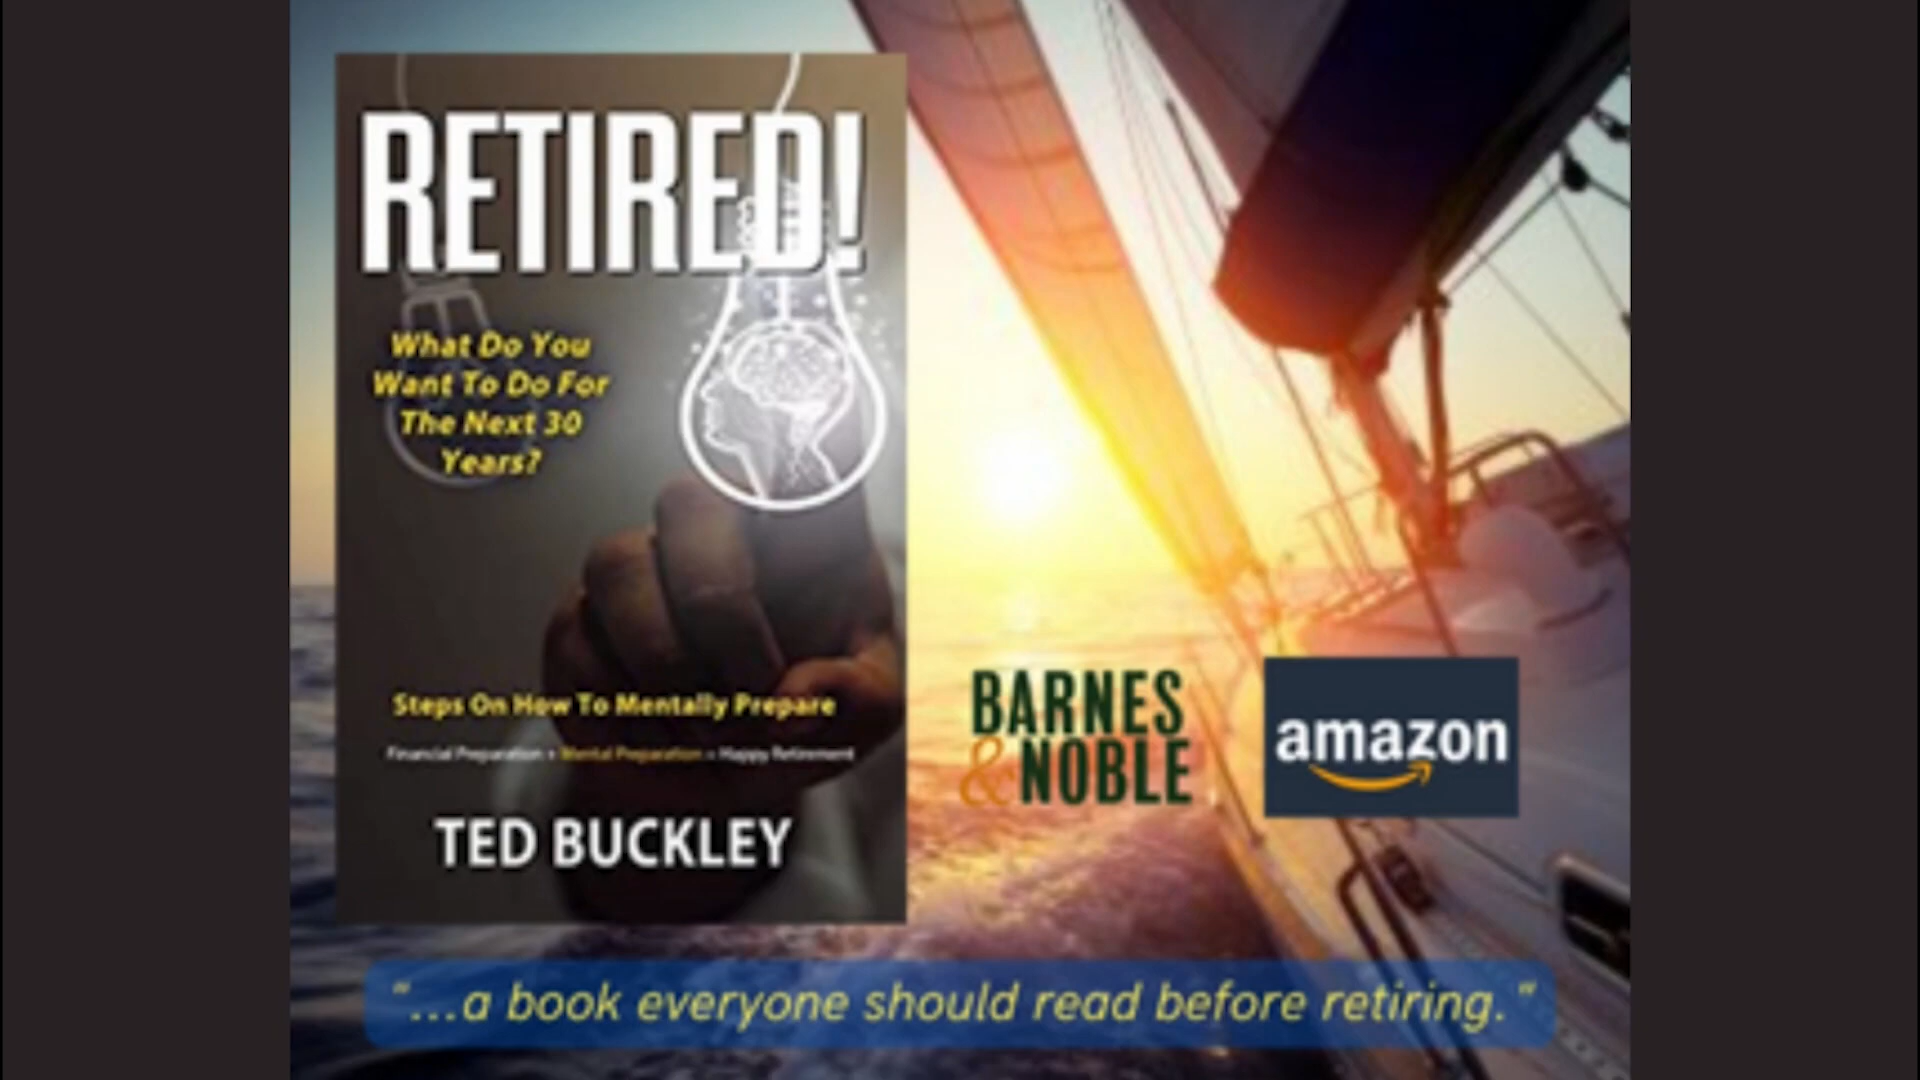 RETIRED!
What Do You
Want To Do For
The Next 30
Years?
Steps On How To Mentally Prepare
Financial Preparation + Mental Preparation = Happy Retirement
TED BUCKLEY
BARNES
& NOBLE
amazon
"...a book everyone should read before retiring."